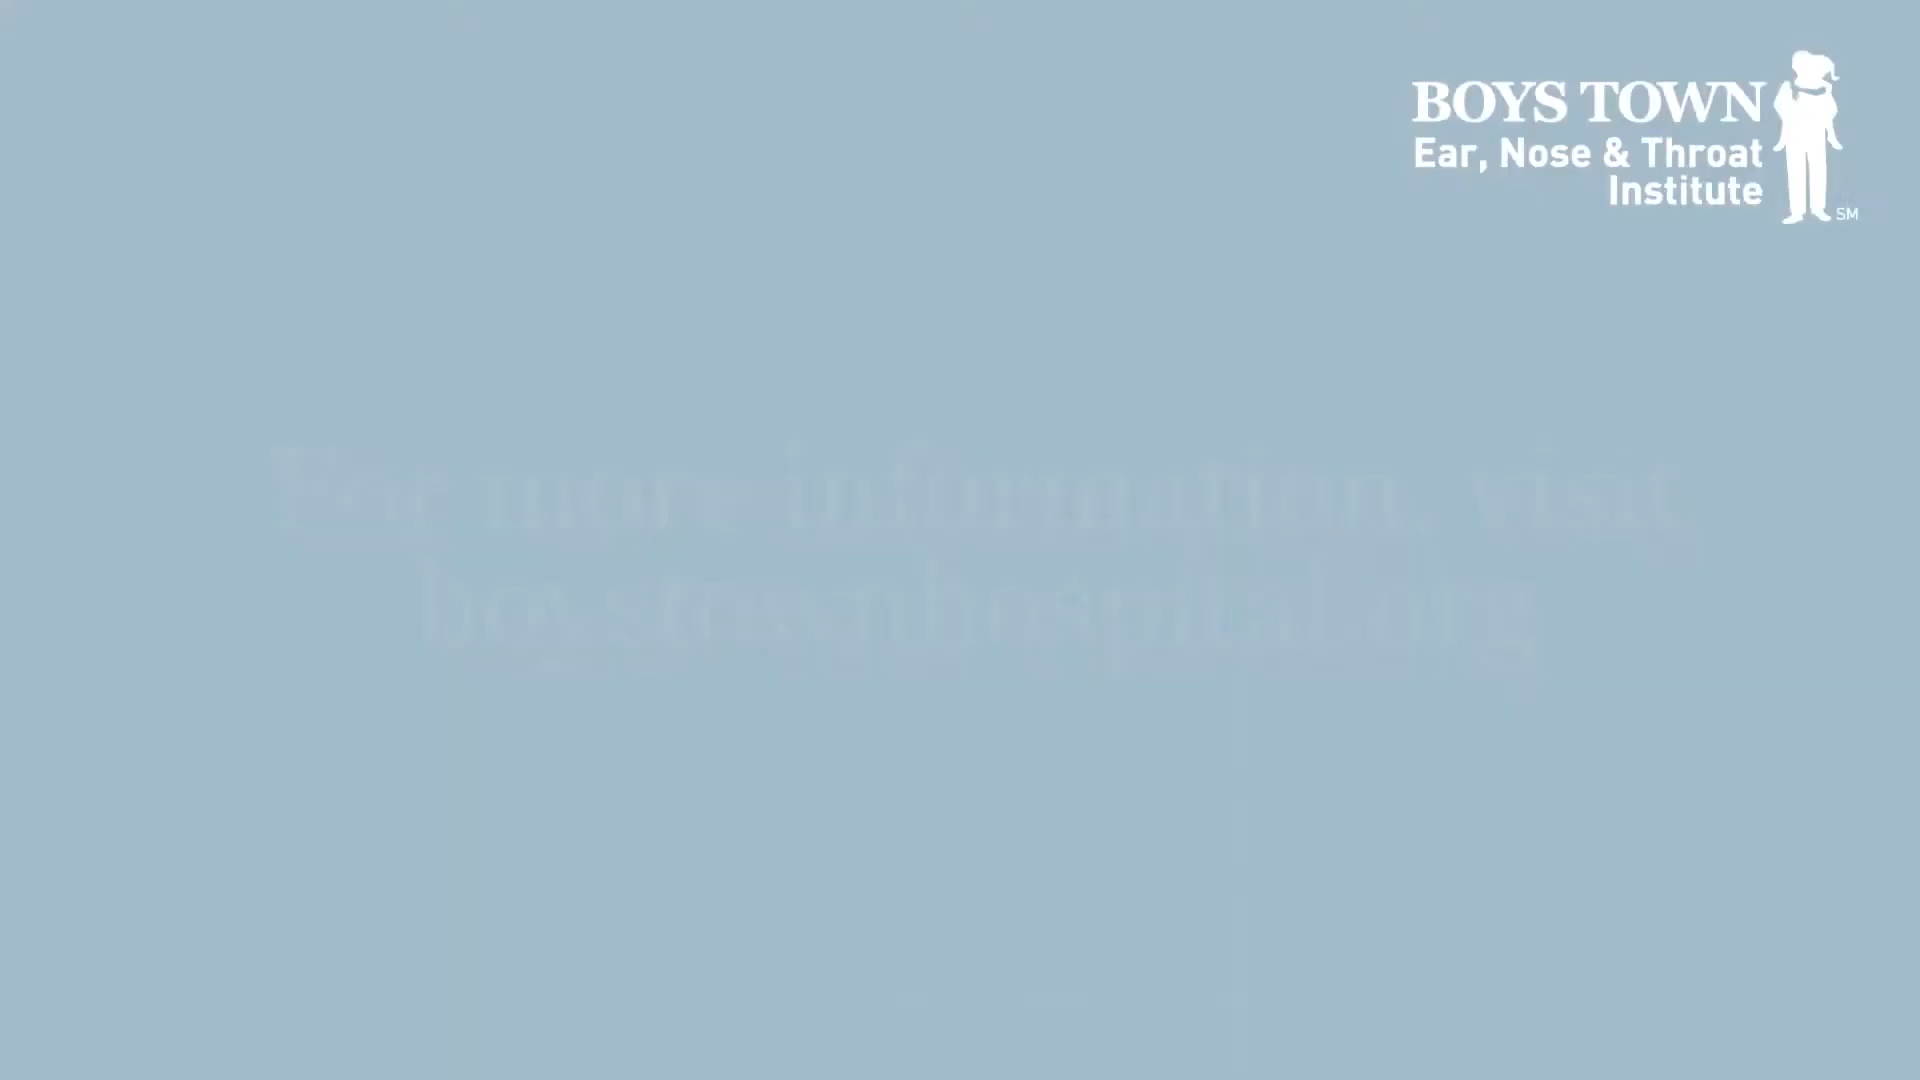 BOYS TOWN
Ear, Nose & Throat
Institute
SM
For more information, visit
boystownhospital.org